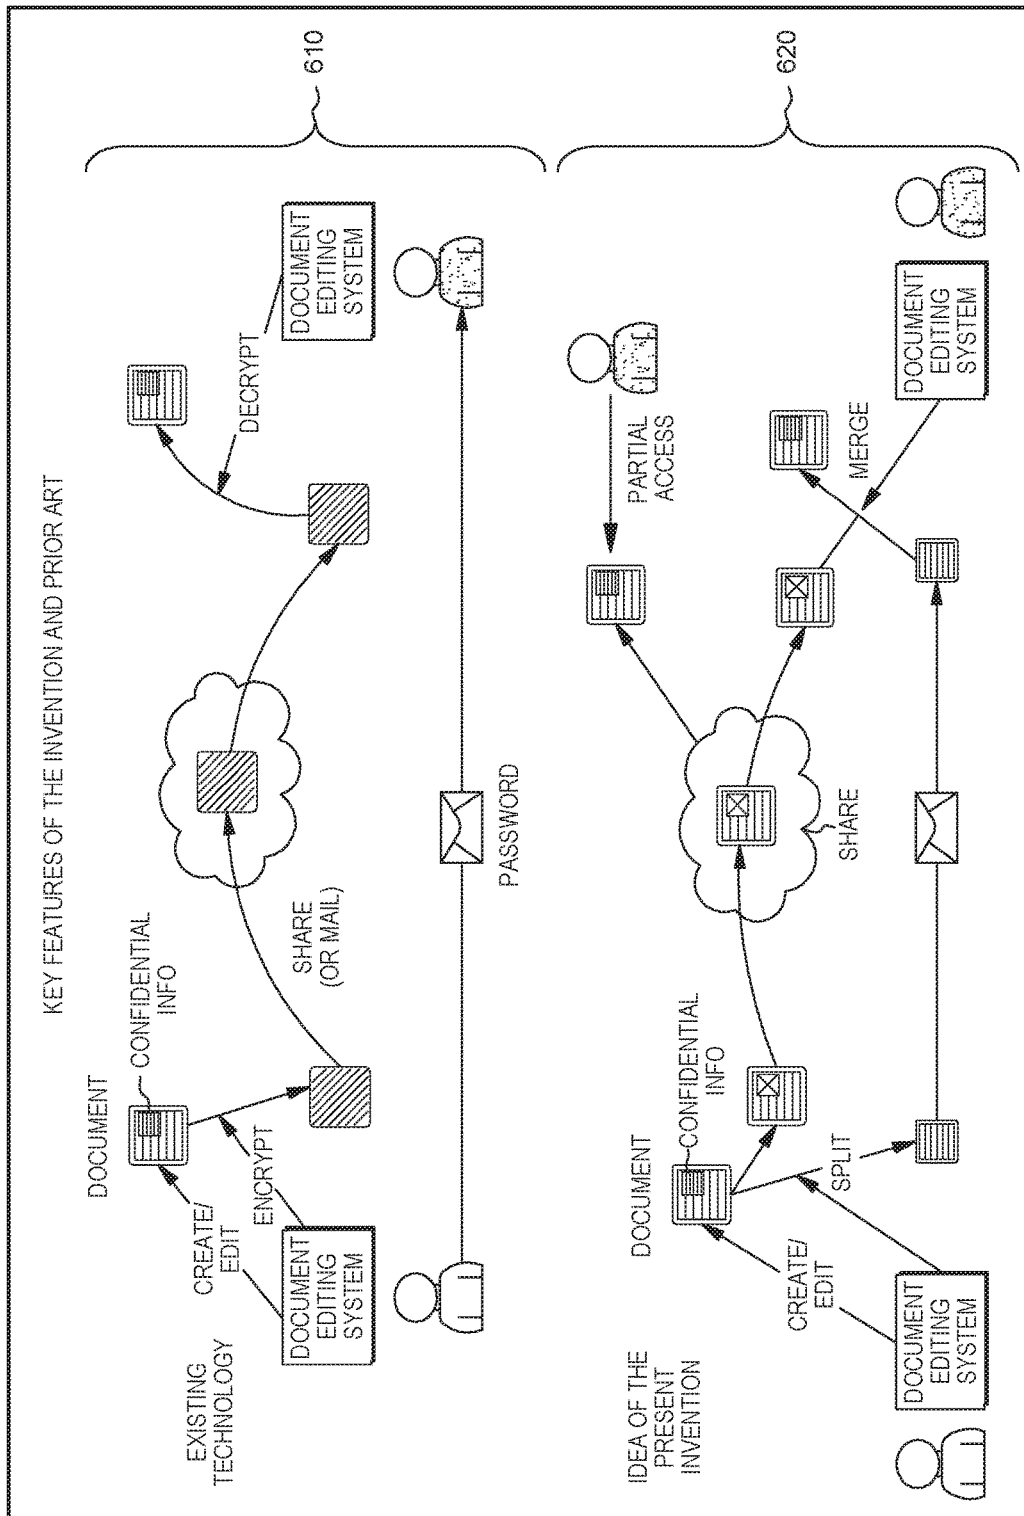 KEY FEATURES OF THE INVENTION AND PRIOR ART
EXISTING
TECHNOLOGY
DOCUMENT
CONFIDENTIAL
INFO
CREATE/
EDIT
ENCRYPT
DOCUMENT
EDITING
SYSTEM
SHARE
(OR MAIL)
PASSWORD
DECRYPT
DOCUMENT
EDITING
SYSTEM
610
IDEA OF THE
PRESENT
INVENTION
DOCUMENT
CONFIDENTIAL
INFO
CREATE/
EDIT
SPLIT
DOCUMENT
EDITING
SYSTEM
SHARE
PARTIAL
ACCESS
MERGE
DOCUMENT
EDITING
SYSTEM
620